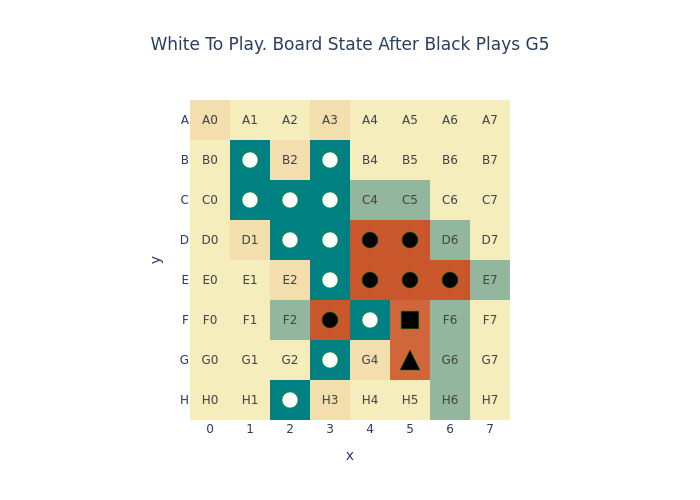 White To Play. Board State After Black Plays G5
A A0 A1 A2 A3 A4 A5 A6 A7
B B0 B2 B4 B5 B6 B7
C C0 C4 C5 C6 C7
D D0 D1 D6 D7
E E0 E1 E2 E7
F F0 F1 F2 F6 F7
G G0 G1 G2 G4 G6 G7
H H0 H1 H3 H4 H5 H6 H7
0 1 2 3 4 5 6 7
x
y